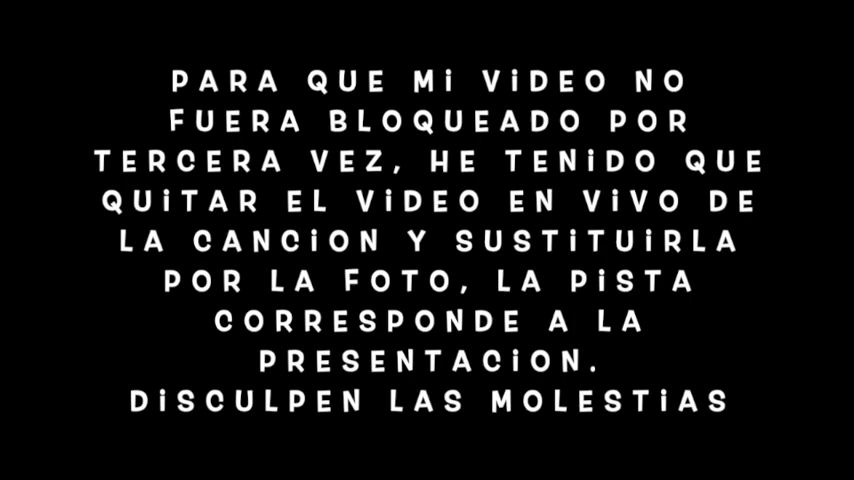 PARA QUE Mi ViDEO NO
FUERA BLOQUEADO POR
TERCERA VEZ, HE TENiDO QUE
QUiTAR EL ViDEO EN ViVO DE
LA CANCiON Y SUSTiTUiRLA
POR LA FOTO, LA PiSTA
CORRESPONDE A LA
PRESENTACiON.
DiSCULPEN LAS MOLESTiAS